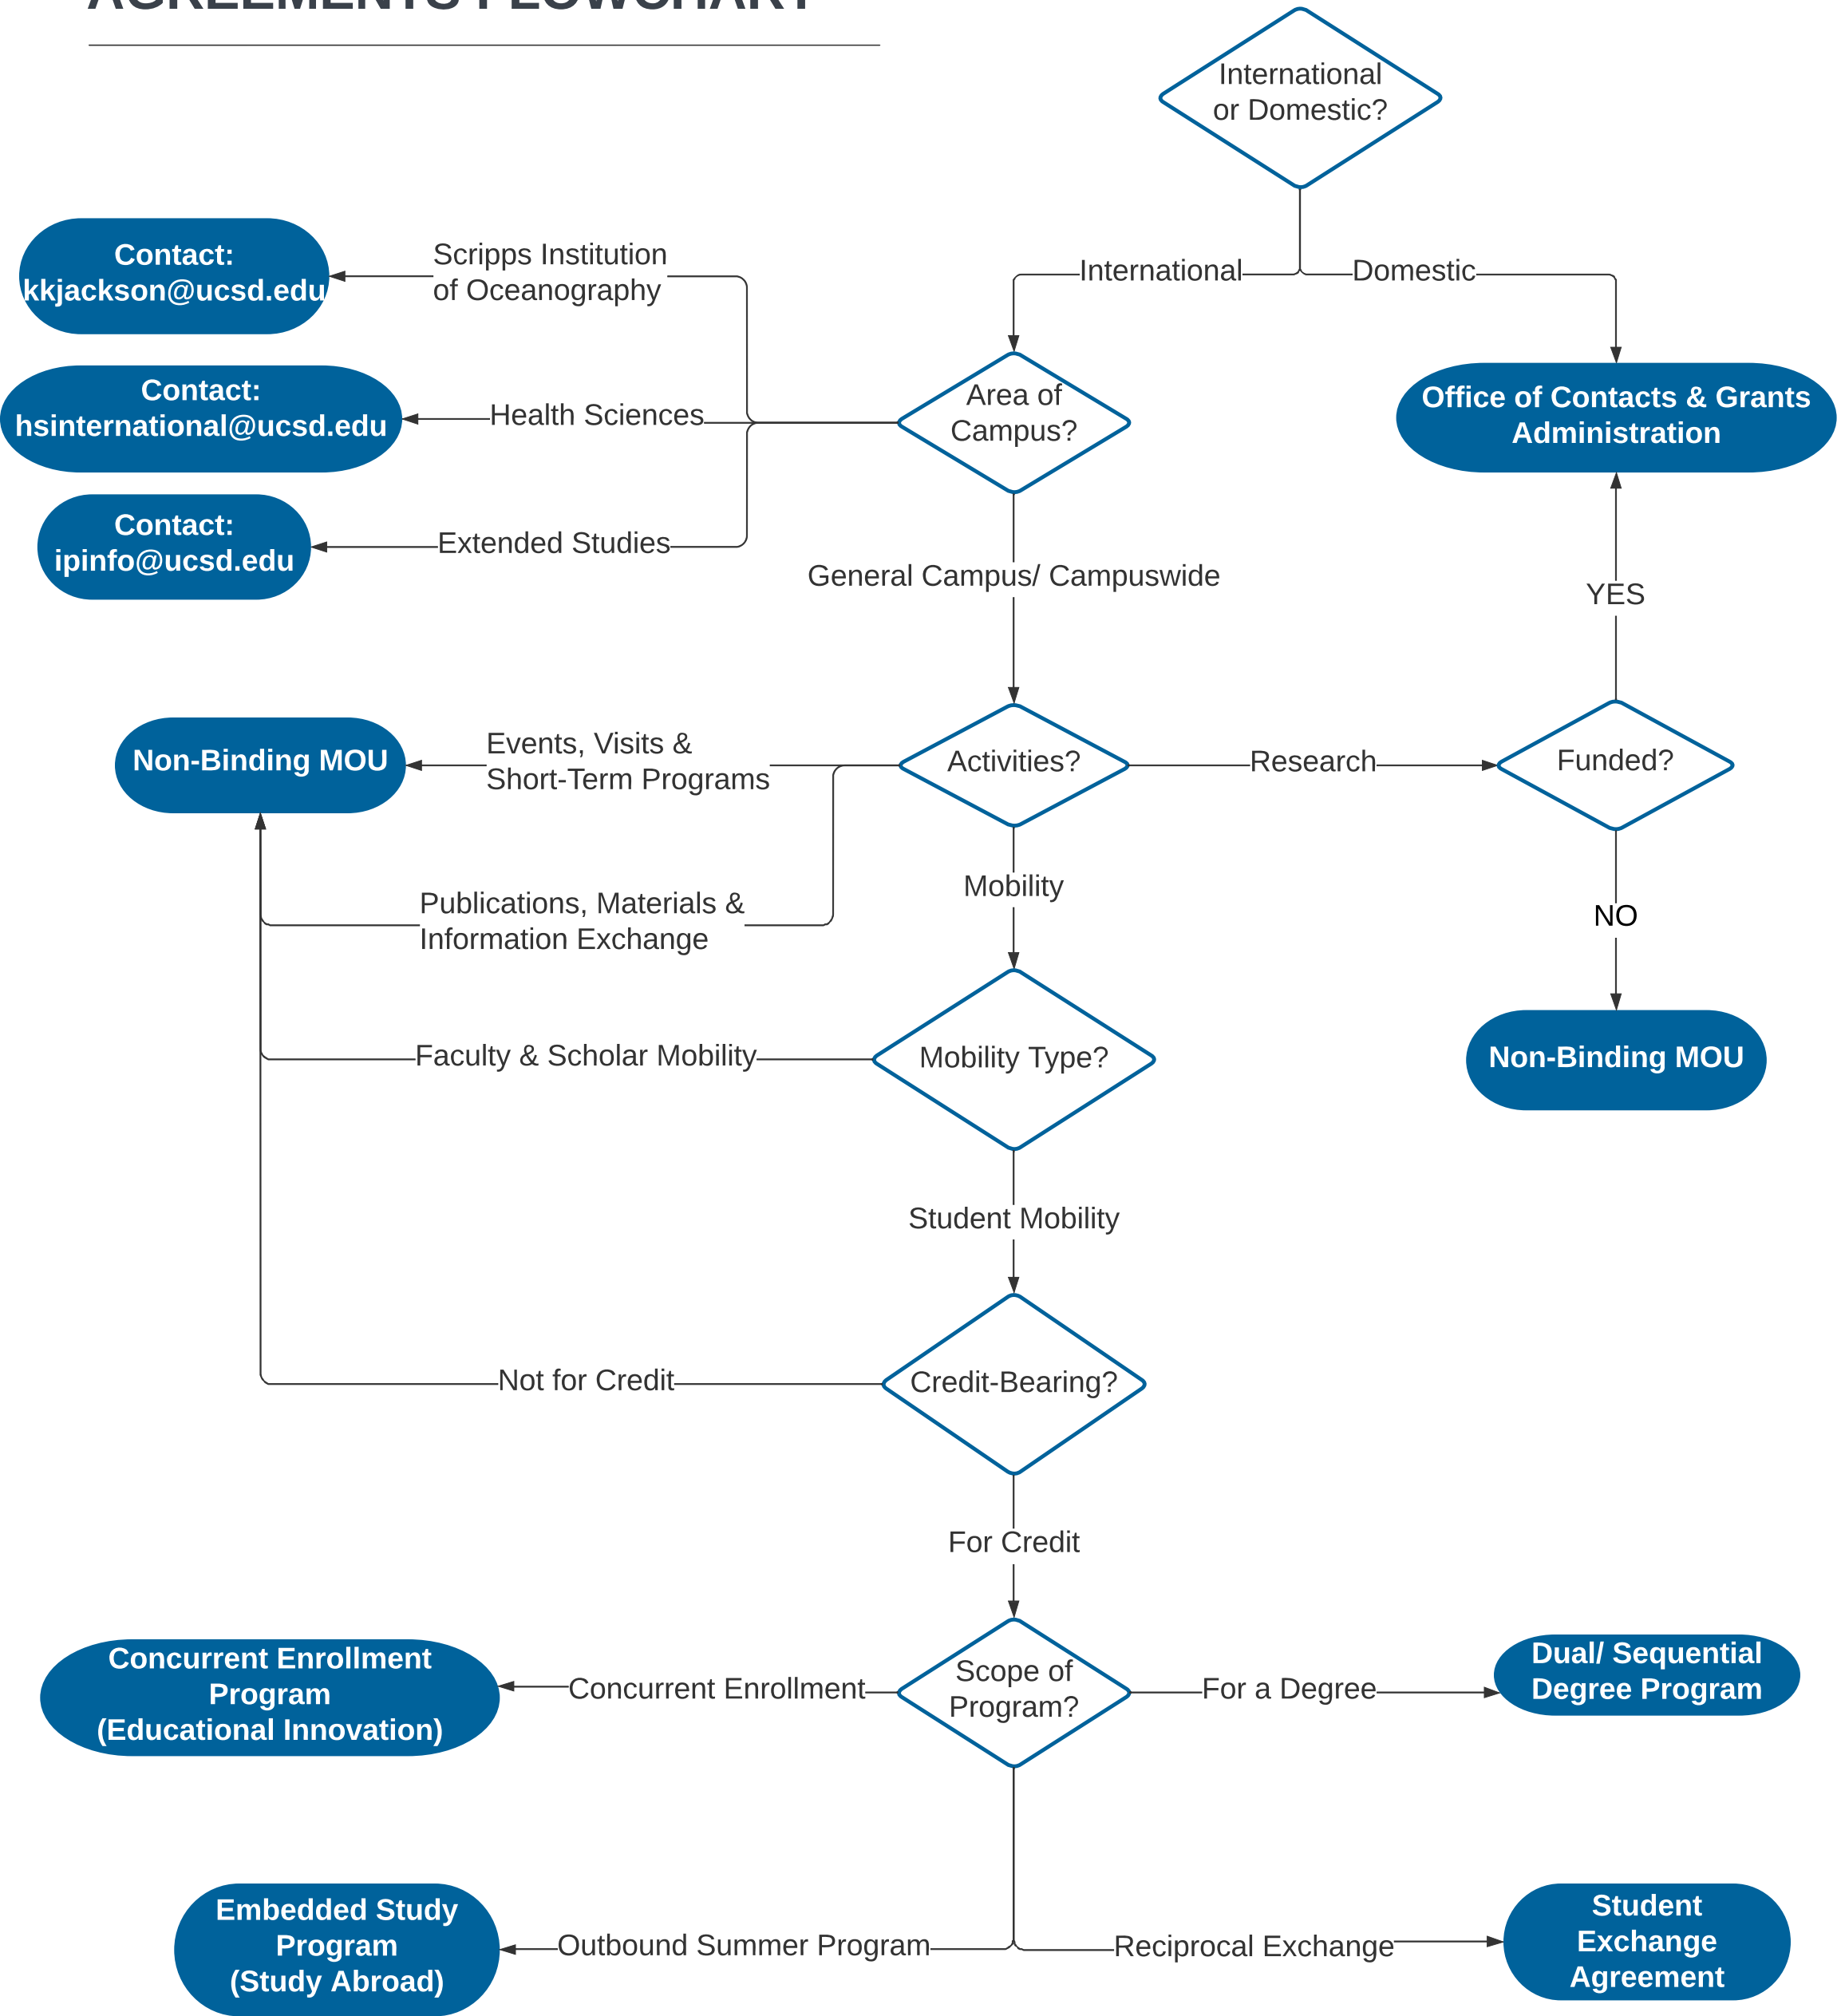 AGREEMENTS FLOWCHART
International
or Domestic?
International
Domestic
Scripps Institution
of Oceanography
Contact:
kkjackson@ucsd.edu
Health Sciences
Contact:
hsinternational@ucsd.edu
Extended Studies
Contact:
ipinfo@ucsd.edu
Area of
Campus?
Office of Contacts & Grants
Administration
General Campus/ Campuswide
YES
Non-Binding MOU
Events, Visits &
Short-Term Programs
Activities?
Research
Funded?
Publications, Materials &
Information Exchange
Mobility
NO
Faculty & Scholar Mobility
Mobility Type?
Non-Binding MOU
Student Mobility
Not for Credit
Credit-Bearing?
For Credit
Concurrent Enrollment
Program
(Educational Innovation)
Concurrent Enrollment
Scope of
Program?
For a Degree
Dual/ Sequential
Degree Program
Embedded Study
Program
(Study Abroad)
Outbound Summer Program
Reciprocal Exchange
Student
Exchange
Agreement